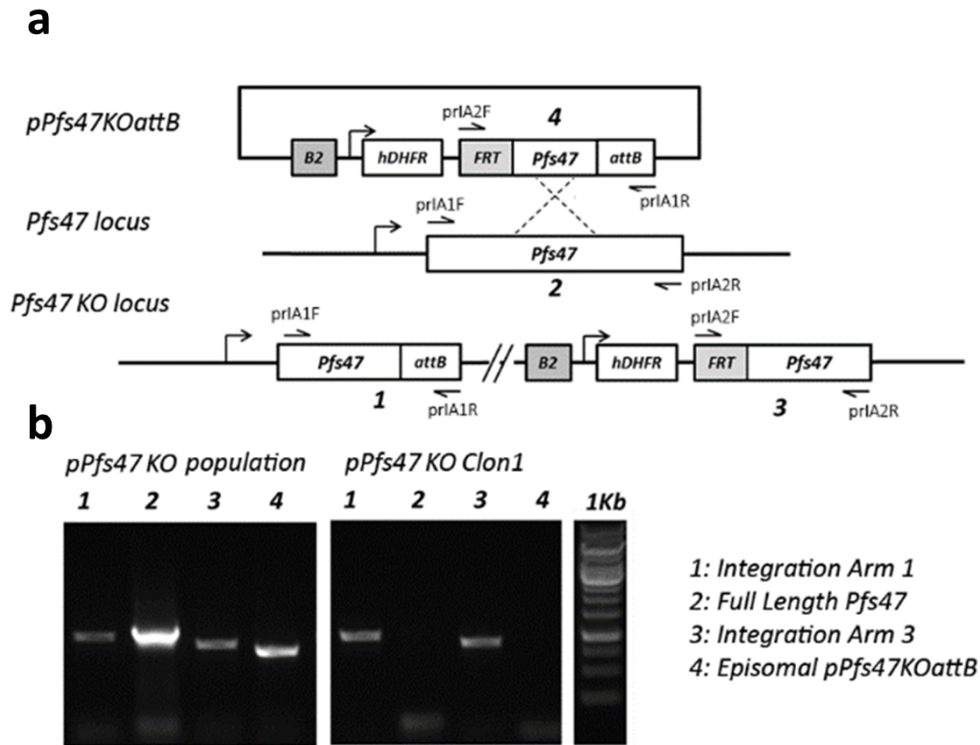 a
pPfs47KOattB
prIA2F
4
B2
hDHFR
FRT
Pfs47
attB
prIA1R
Pfs47 locus
prIA1F
Pfs47
2
prIA2R
Pfs47 KO locus
prIA1F
prIA2F
Pfs47
attB
B2
hDHFR
FRT
Pfs47
1
prIA1R
3
prIA2R
b
pPfs47 KO population
pPfs47 KO Clon1
1 2 3 4
1 2 3 4
1Kb
1: Integration Arm 1
2: Full Length Pfs47
3: Integration Arm 3
4: Episomal pPfs47KOattB